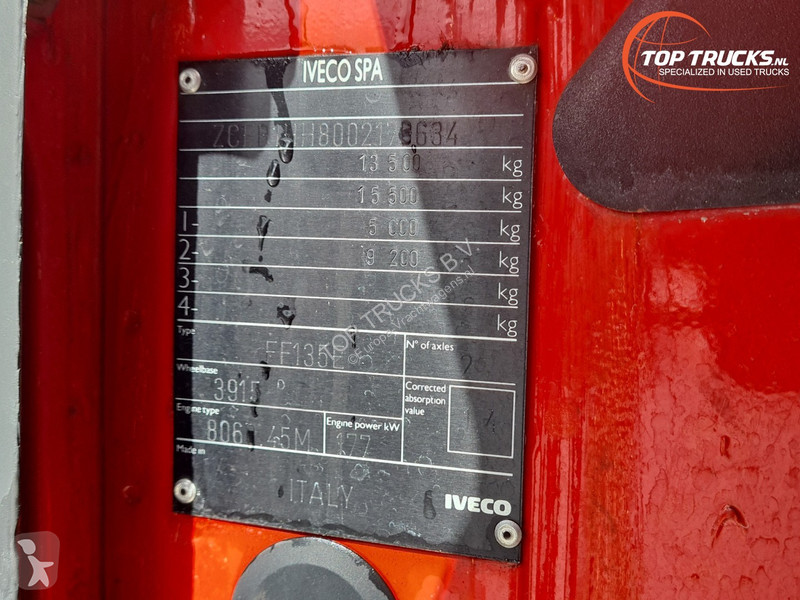 TOP TRUCKS.NL
SPECIALIZED IN USED TRUCKS
IVECO SPA
13 500 kg
15 500 kg
1- 5 000 kg
2- 9 200 kg
3- kg
4- kg
Type
N° of axles
Wheelbase
3915
Corrected absorption value
Engine type
Engine power kW
177
Made in
ITALY
IVECO
TOP TRUCKS B.V.